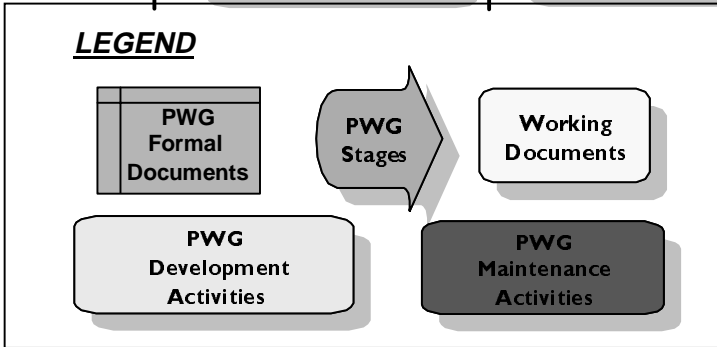 LEGEND
PWG
Formal
Documents
PWG
Stages
Working
Documents
PWG
Development
Activities
PWG
Maintenance
Activities